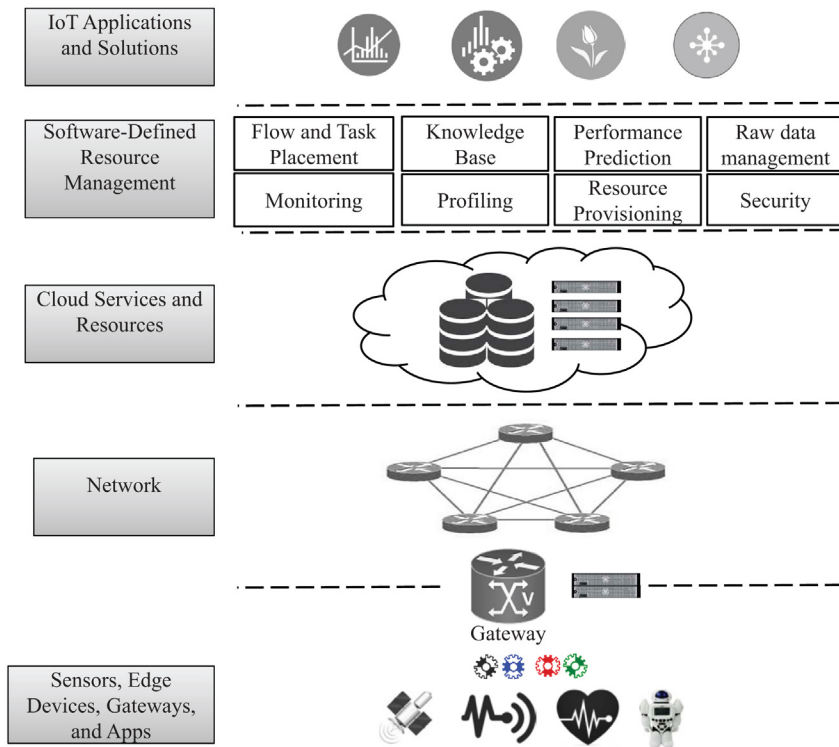 IoT Applications
and Solutions
Software-Defined
Resource
Management
Flow and Task
Placement
Knowledge
Base
Performance
Prediction
Raw data
management
Monitoring
Profiling
Resource
Provisioning
Security
Cloud Services and
Resources
Network
V
Gateway
Sensors, Edge
Devices, Gateways,
and Apps